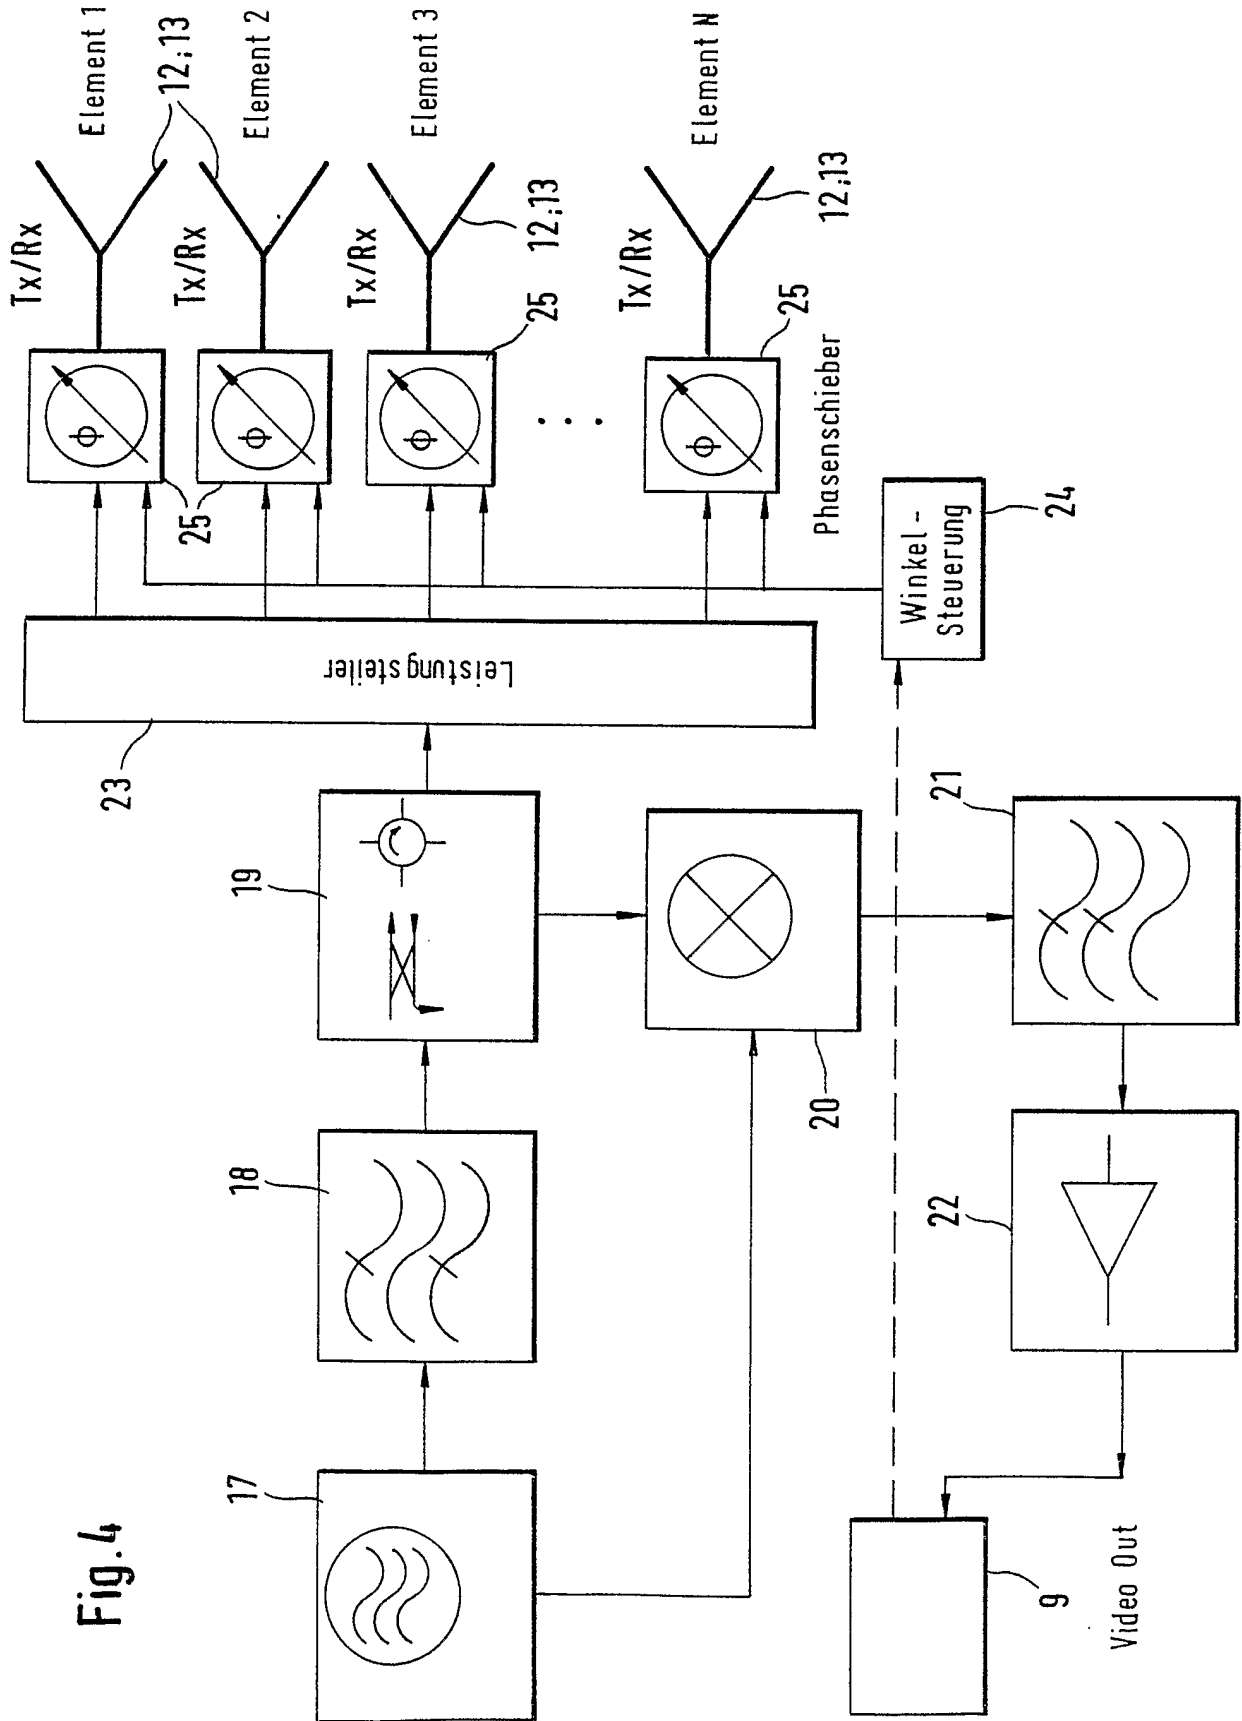 Fig.4
Element 1
12;13
Element 2
Element 3
12;13
Element N
12;13
Tx/Rx
Tx/Rx
Tx/Rx
Tx/Rx
25
25
25
Phasenschieber
ϕ
ϕ
ϕ
ϕ
. . .
Leistungsteiler
23
Winkel-
Steuerung
24
17
18
19
20
21
22
9
Video Out